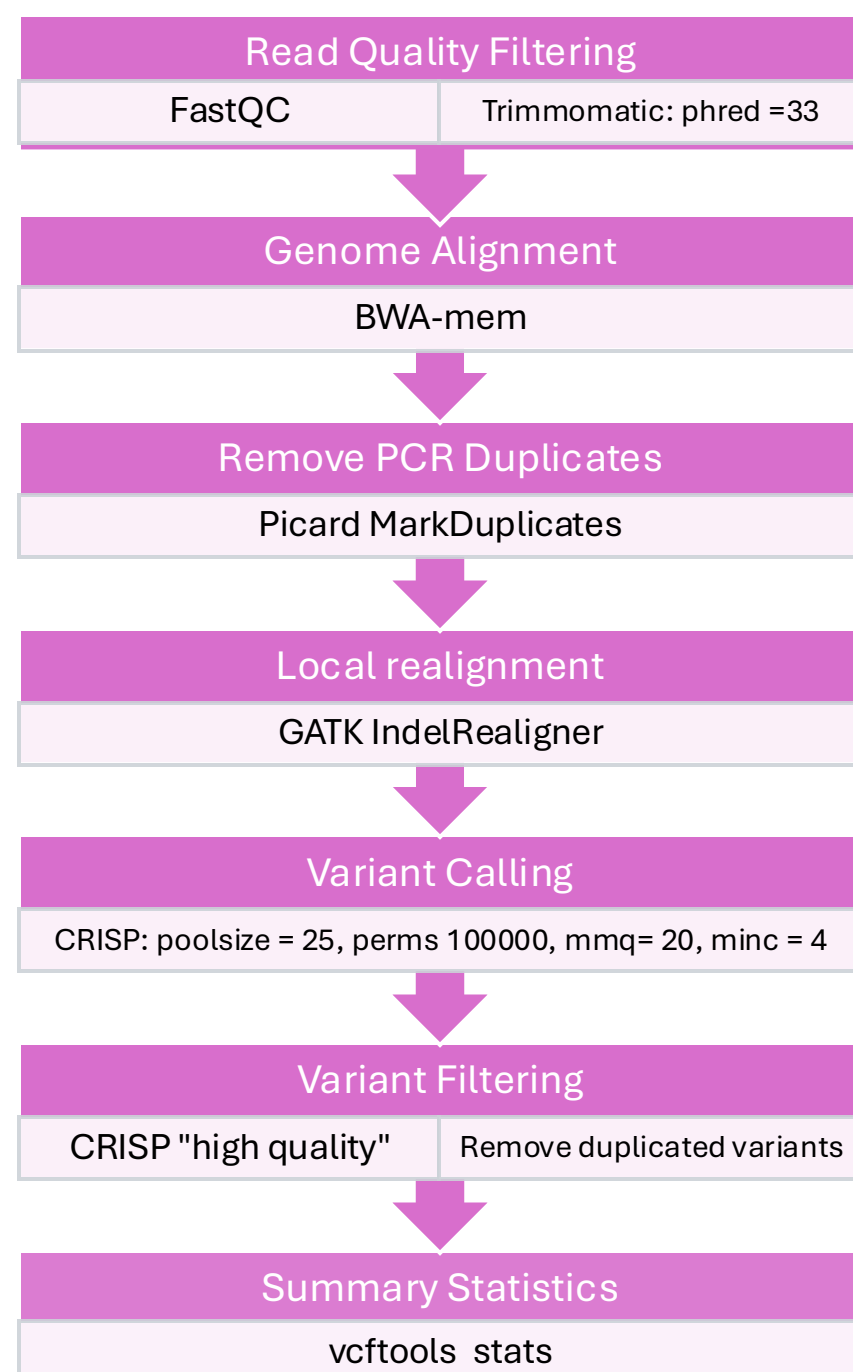 Read Quality Filtering
FastQC
Trimmomatic: phred =33
Genome Alignment
BWA-mem
Remove PCR Duplicates
Picard MarkDuplicates
Local realignment
GATK IndelRealigner
Variant Calling
CRISP: poolsize = 25, perms 100000, mmq= 20, minc = 4
Variant Filtering
CRISP "high quality"
Remove duplicated variants
Summary Statistics
vcftools stats